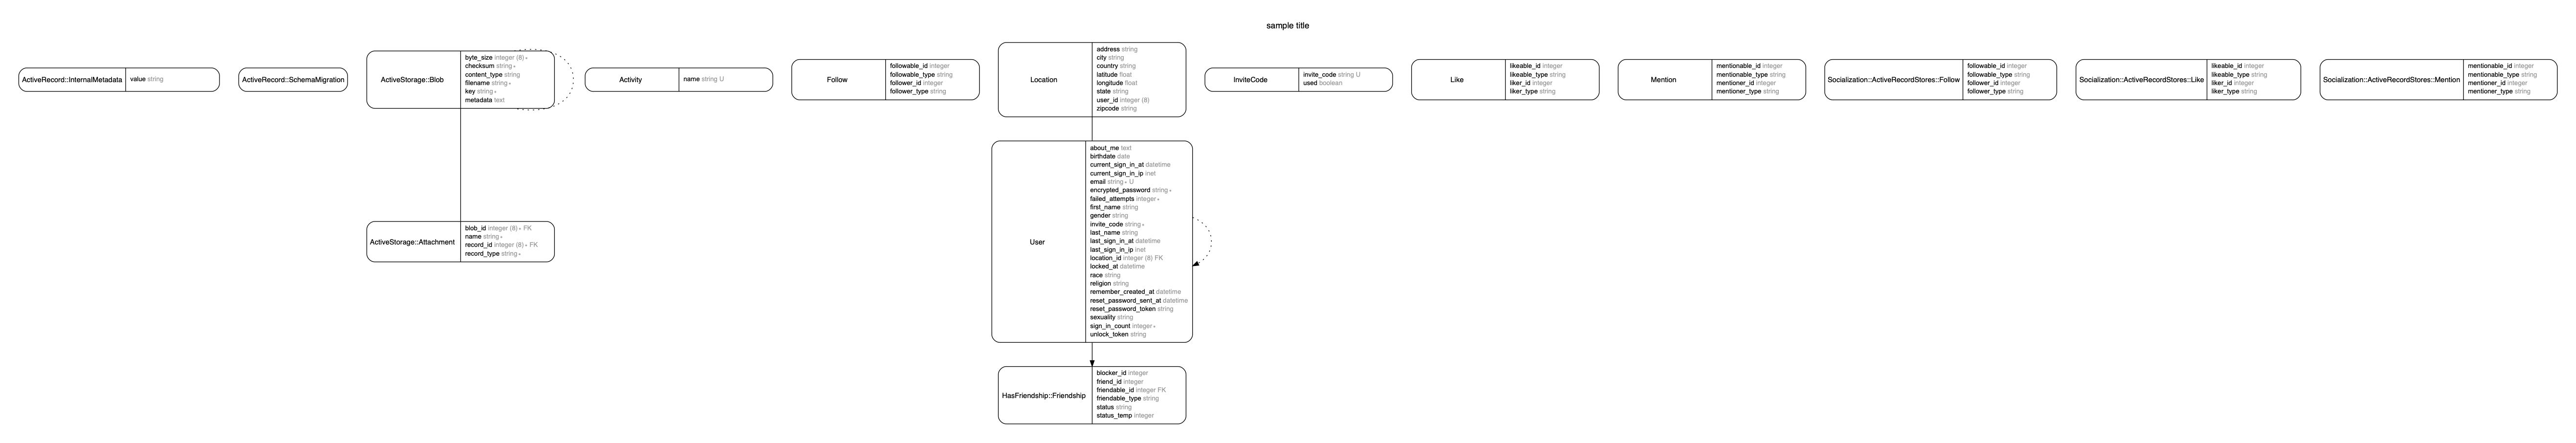 sample title
ActiveRecord::InternalMetadata
value string
ActiveRecord::SchemaMigration
ActiveStorage::Blob
byte_size integer (8) ∗
checksum string ∗
content_type string
filename string ∗
key string ∗
metadata text
Activity
name string U
Follow
followable_id integer
followable_type string
follower_id integer
follower_type string
Location
address string
city string
country string
latitude float
longitude float
state string
user_id integer (8)
zipcode string
InviteCode
invite_code string U
used boolean
Like
likeable_id integer
likeable_type string
liker_id integer
liker_type string
Mention
mentionable_id integer
mentionable_type string
mentioner_id integer
mentioner_type string
Socialization::ActiveRecordStores::Follow
followable_id integer
followable_type string
follower_id integer
follower_type string
Socialization::ActiveRecordStores::Like
likeable_id integer
likeable_type string
liker_id integer
liker_type string
Socialization::ActiveRecordStores::Mention
mentionable_id integer
mentionable_type string
mentioner_id integer
mentioner_type string
ActiveStorage::Attachment
blob_id integer (8) ∗ FK
name string ∗
record_id integer (8) ∗ FK
record_type string ∗
User
about_me text
birthdate date
current_sign_in_at datetime
current_sign_in_ip inet
email string ∗ U
encrypted_password string ∗
failed_attempts integer ∗
first_name string
gender string
invite_code string ∗
last_name string
last_sign_in_at datetime
last_sign_in_ip inet
location_id integer (8) FK
locked_at datetime
race string
religion string
remember_created_at datetime
reset_password_sent_at datetime
reset_password_token string
sexuality string
sign_in_count integer ∗
unlock_token string
HasFriendship::Friendship
blocker_id integer
friend_id integer
friendable_id integer FK
friendable_type string
status string
status_temp integer